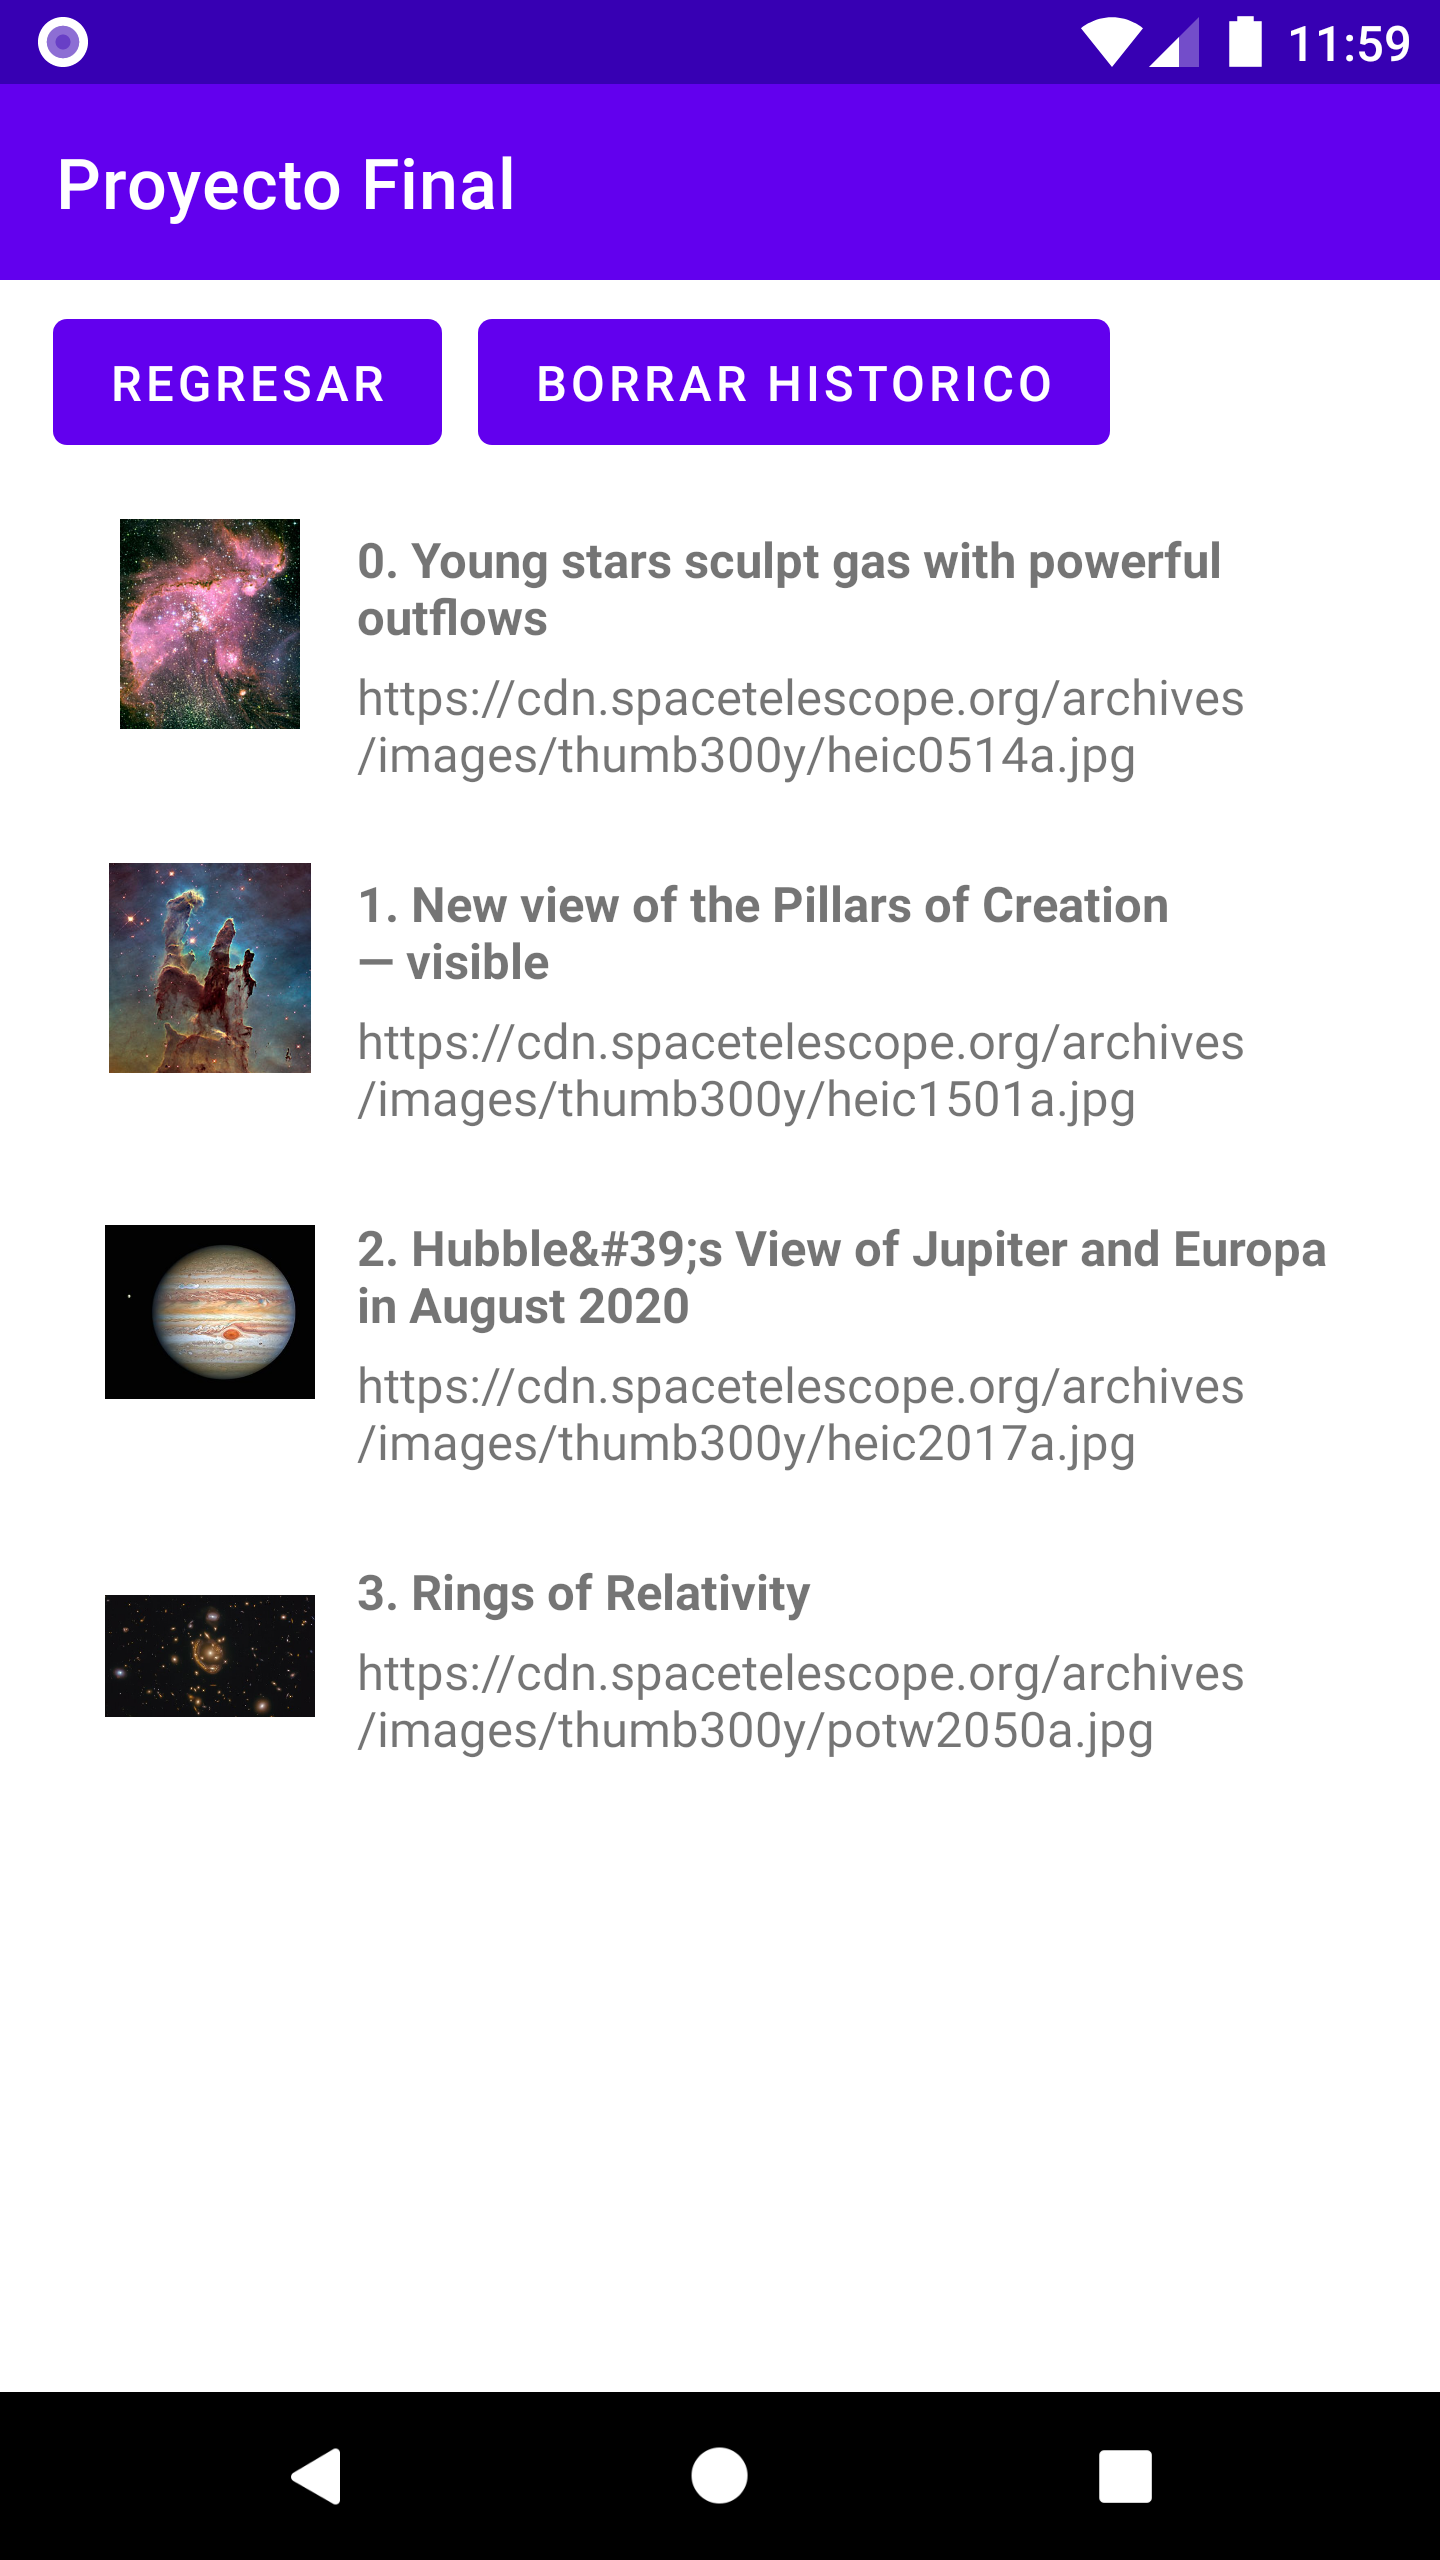 11:59
Proyecto Final
REGRESAR
BORRAR HISTORICO
0. Young stars sculpt gas with powerful
outflows
https://cdn.spacetelescope.org/archives
/images/thumb300y/heic0514a.jpg
1. New view of the Pillars of Creation
— visible
https://cdn.spacetelescope.org/archives
/images/thumb300y/heic1501a.jpg
2. Hubble&#39;s View of Jupiter and Europa
in August 2020
https://cdn.spacetelescope.org/archives
/images/thumb300y/heic2017a.jpg
3. Rings of Relativity
https://cdn.spacetelescope.org/archives
/images/thumb300y/potw2050a.jpg